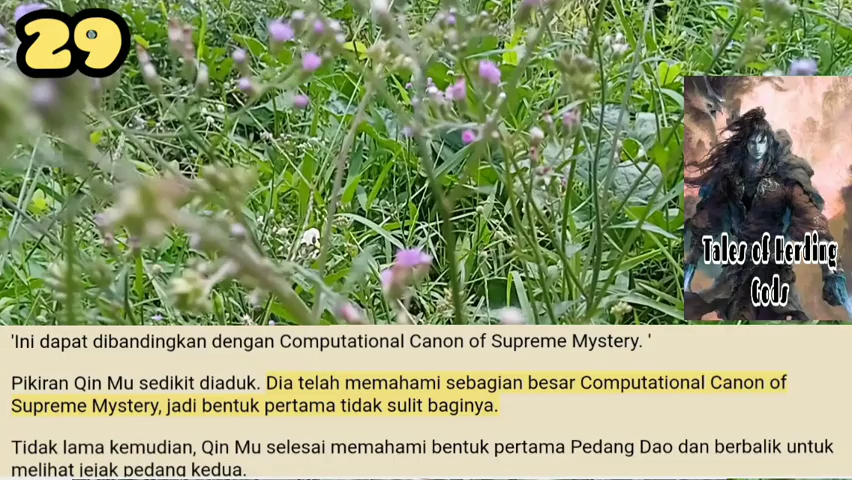 29
Tales of Herding
Gods
'Ini dapat dibandingkan dengan Computational Canon of Supreme Mystery. '
Pikiran Qin Mu sedikit diaduk. Dia telah memahami sebagian besar Computational Canon of
Supreme Mystery, jadi bentuk pertama tidak sulit baginya.
Tidak lama kemudian, Qin Mu selesai memahami bentuk pertama Pedang Dao dan berbalik untuk
melihat jejak pedang kedua.